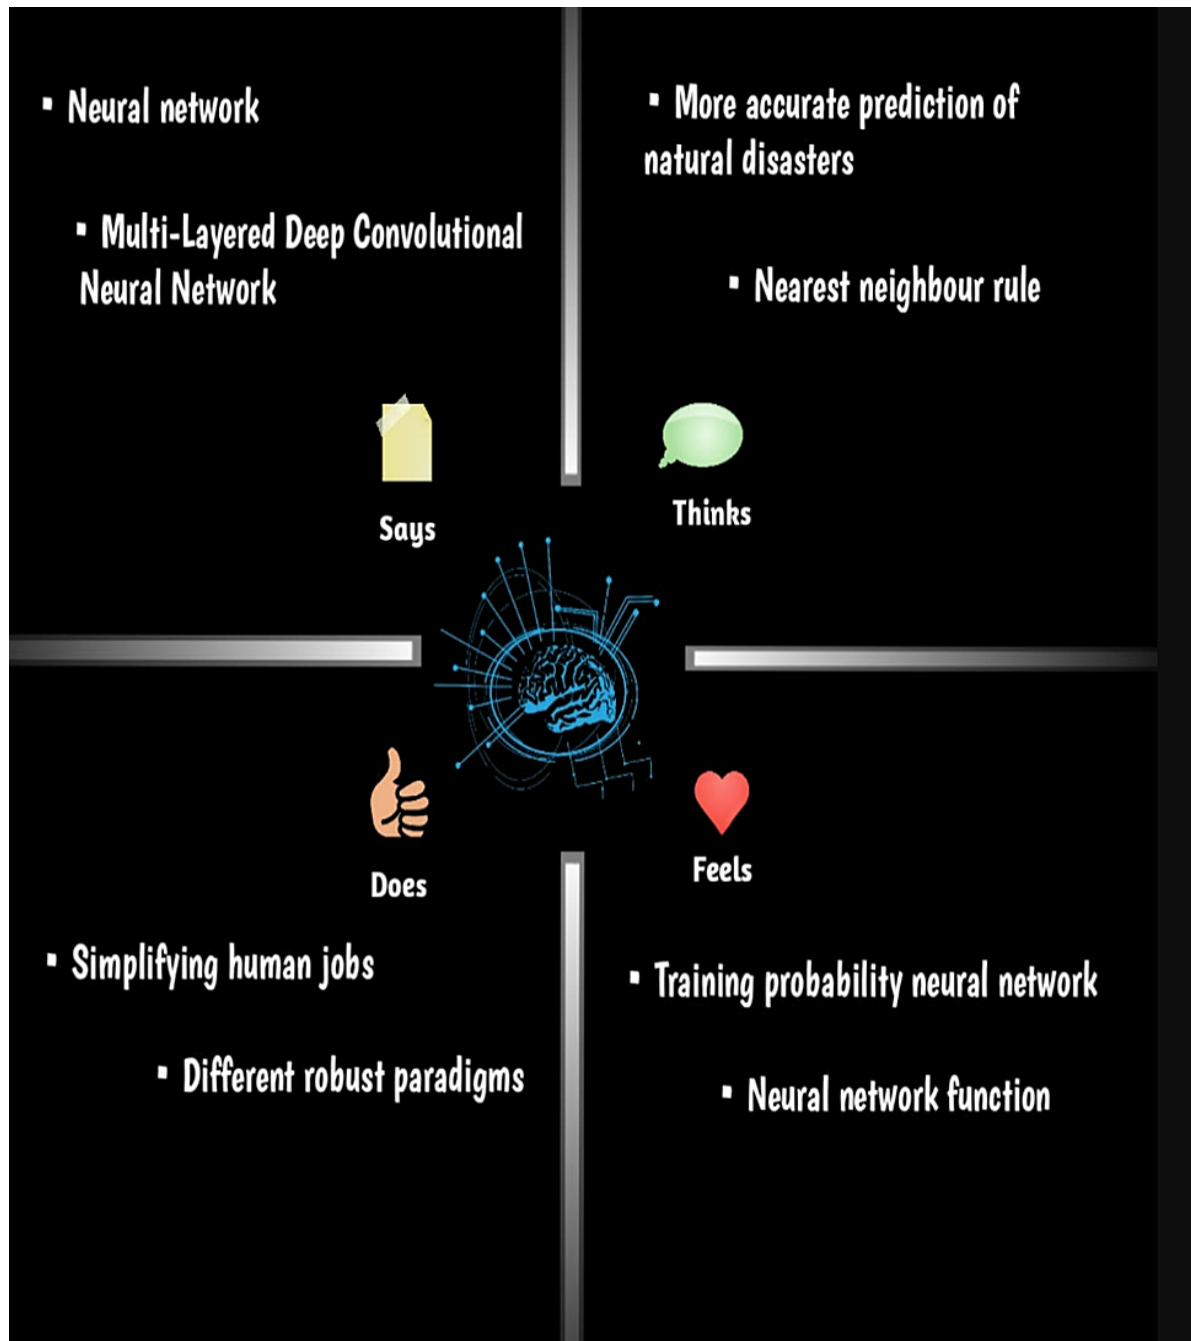 ▪ Neural network
▪ Multi-Layered Deep Convolutional
Neural Network
Says
▪ More accurate prediction of
natural disasters
▪ Nearest neighbour rule
Thinks
Does
▪ Simplifying human jobs
▪ Different robust paradigms
Feels
▪ Training probability neural network
▪ Neural network function